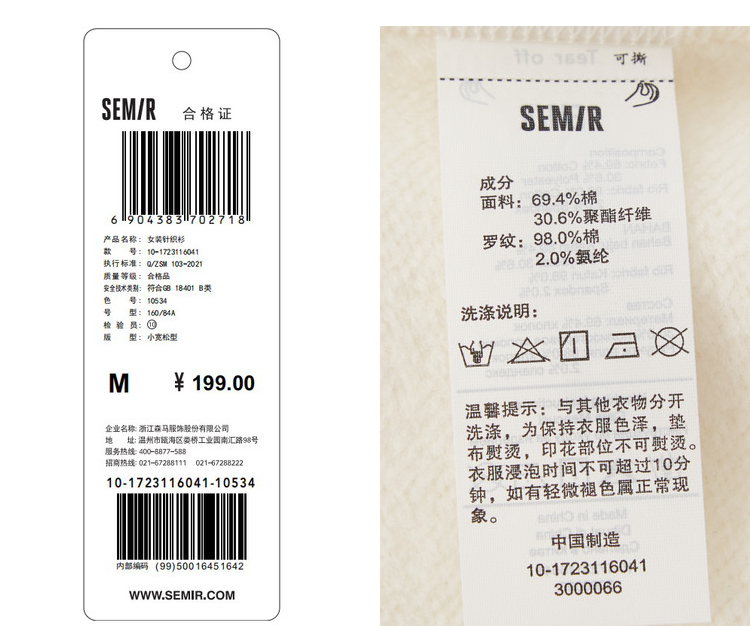 SEMIR 合格证
6 904383 702718
产品名称: 女装针织衫
款 号: 10-1723116041
执行标准: Q/ZSM 103-2021
质量等级: 合格品
安全技术类别: 符合GB 18401 B类
色 号: 10534
号 型: 160/84A
检 验 员: 10
版 型: 小宽松型
M ¥ 199.00
企业名称: 浙江森马服饰股份有限公司
地 址: 温州市瓯海区娄桥工业园南汇路98号
服务热线: 400-8877-588
招商热线: 021-67288111 021-67288222
10-1723116041-10534
内部编码 (99)50016451642
WWW.SEMIR.COM
Tear off 可撕
SEMIR
成分
面料: 69.4%棉
30.6%聚酯纤维
罗纹: 98.0%棉
2.0%氨纶
洗涤说明:
温馨提示: 与其他衣物分开
洗涤, 为保持衣服色泽, 垫
布熨烫, 印花部位不可熨烫。
衣服浸泡时间不可超过10分
钟, 如有轻微褪色属正常现
象。
中国制造
10-1723116041
3000066